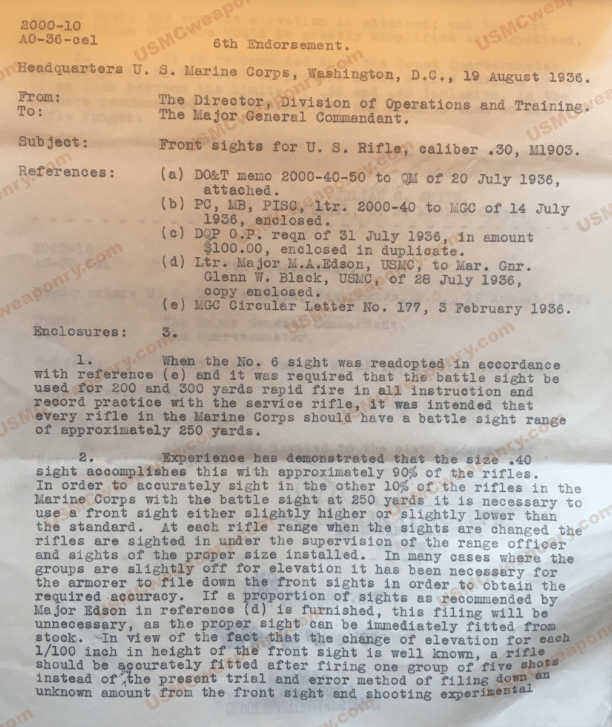 2000-10
AO-36-cel
6th Endorsement.
Headquarters U. S. Marine Corps, Washington, D.C., 19 August 1936.
From: The Director, Division of Operations and Training.
To: The Major General Commandant.
Subject: Front sights for U. S. Rifle, caliber .30, M1903.
References: (a) DO&T memo 2000-40-50 to QM of 20 July 1936,
attached.
(b) PC, MB, PISC, ltr. 2000-40 to MGC of 14 July
1936, enclosed.
(c) DQP O.P. reqn of 31 July 1936, in amount
$100.00, enclosed in duplicate.
(d) Ltr. Major M.A.Edson, USMC, to Mar. Gnr.
Glenn W. Black, USMC, of 28 July 1936,
copy enclosed.
(e) MGC Circular Letter No. 177, 3 February 1936.
Enclosures: 3.
1. When the No. 6 sight was readopted in accordance
with reference (e) and it was required that the battle sight be
used for 200 and 300 yards rapid fire in all instruction and
record practice with the service rifle, it was intended that
every rifle in the Marine Corps should have a battle sight range
of approximately 250 yards.
2. Experience has demonstrated that the size .40
sight accomplishes this with approximately 90% of the rifles.
In order to accurately sight in the other 10% of the rifles in the
Marine Corps with the battle sight at 250 yards it is necessary to
use a front sight either slightly higher or slightly lower than
the standard. At each rifle range when the sights are changed the
rifles are sighted in under the supervision of the range officer
and sights of the proper size installed. In many cases where the
groups are slightly off for elevation it has been necessary for
the armorer to file down the front sights in order to obtain the
required accuracy. If a proportion of sights as recommended by
Major Edson in reference (d) is furnished, this filing will be
unnecessary, as the proper sight can be immediately fitted from
stock. In view of the fact that the change of elevation for each
1/100 inch in height of the front sight is well known, a rifle
should be accurately fitted after firing one group of five shots
instead of the present trial and error method of filing down an
unknown amount from the front sight and shooting experimental
USMCweaponry.com